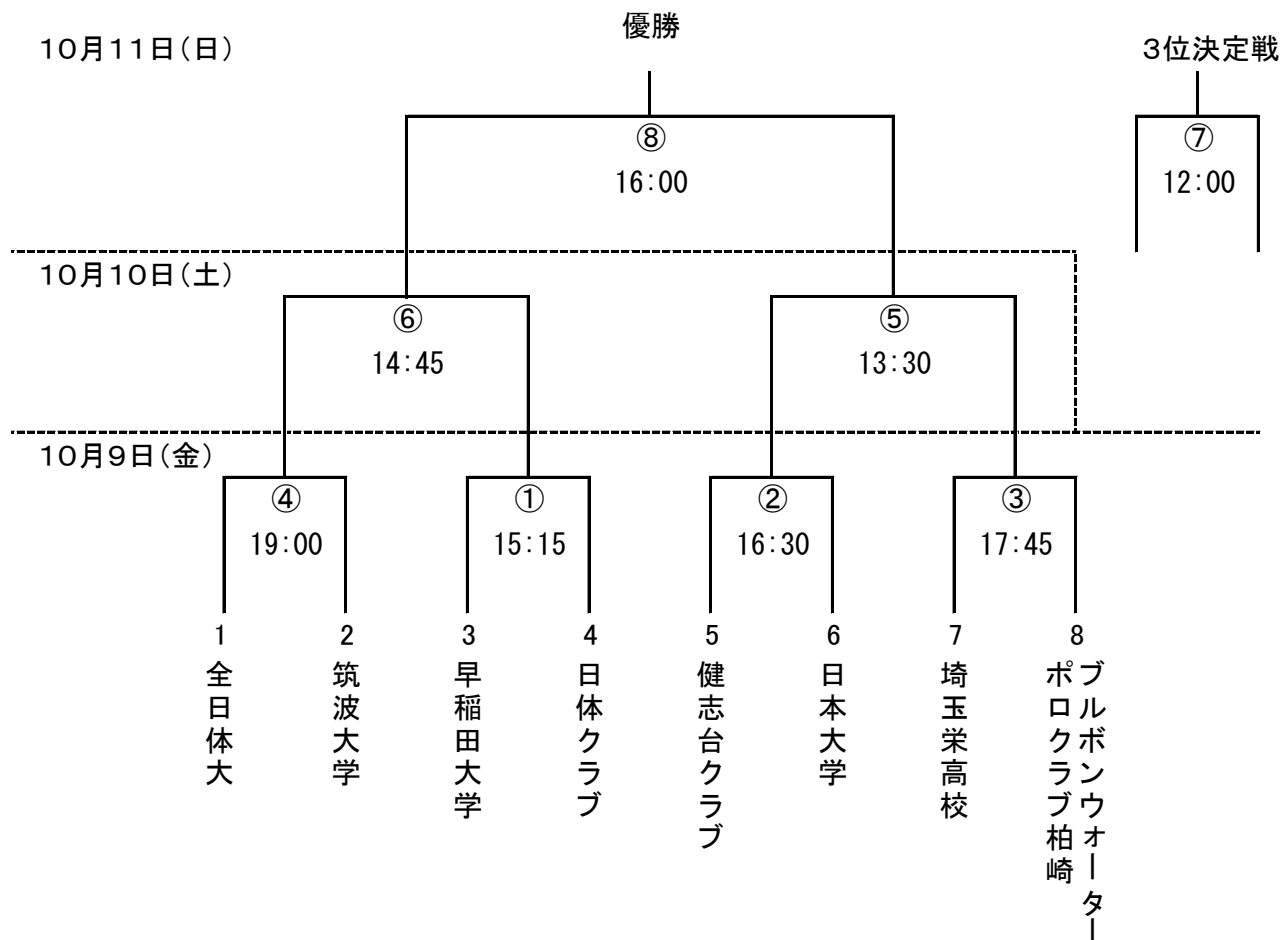 優勝
10月11日(日)
3位決定戦
⑧
16:00
⑦
12:00
10月10日(土)
⑥
14:45
⑤
13:30
10月9日(金)
④
19:00
①
15:15
②
16:30
③
17:45
1
2
3
4
5
6
7
8
全日体大
筑波大学
早稲田大学
日体クラブ
健志台クラブ
日本大学
埼玉栄高校
ブルボンウォーター
ポロクラブ柏崎